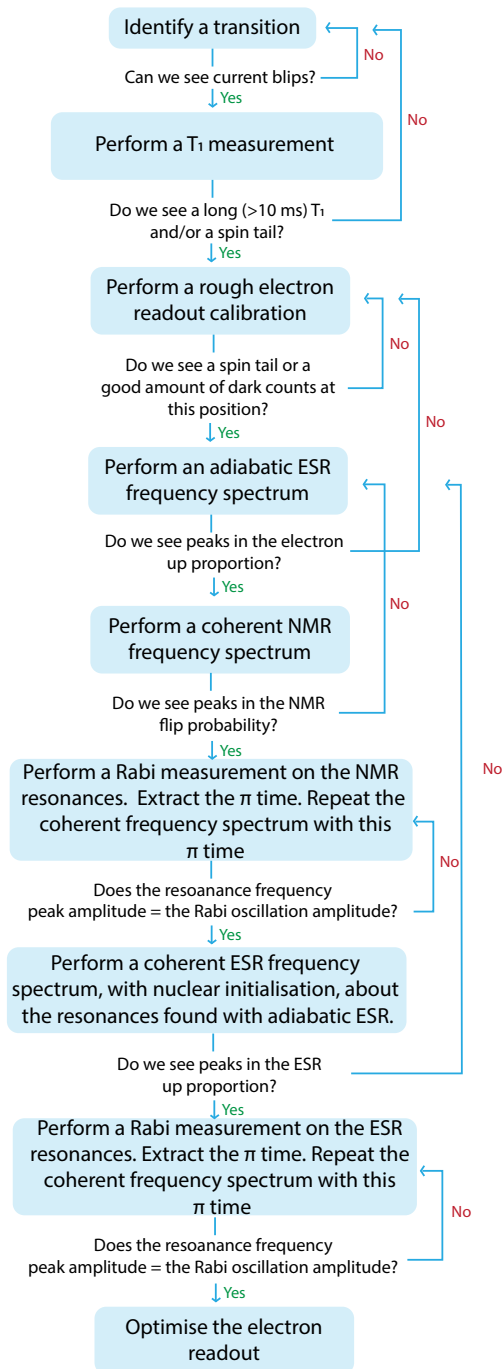 Identify a transition
No
Can we see current blips?
Yes
No
Perform a T₁ measurement
Do we see a long (>10 ms) T₁
and/or a spin tail?
Yes
Perform a rough electron
readout calibration
No
Do we see a spin tail or a
good amount of dark counts at
this position?
No
Yes
Perform an adiabatic ESR
frequency spectrum
Do we see peaks in the electron
up proportion?
Yes
No
Perform a coherent NMR
frequency spectrum
Do we see peaks in the NMR
flip probability?
Yes
No
Perform a Rabi measurement on the NMR
resonances. Extract the π time. Repeat the
coherent frequency spectrum with this
π time
No
Does the resoanance frequency
peak amplitude = the Rabi oscillation amplitude?
Yes
Perform a coherent ESR frequency
spectrum, with nuclear initialisation, about
the resonances found with adiabatic ESR.
Do we see peaks in the ESR
up proportion?
Yes
Perform a Rabi measurement on the ESR
resonances. Extract the π time. Repeat the
coherent frequency spectrum with this
π time
No
Does the resoanance frequency
peak amplitude = the Rabi oscillation amplitude?
Yes
Optimise the electron
readout